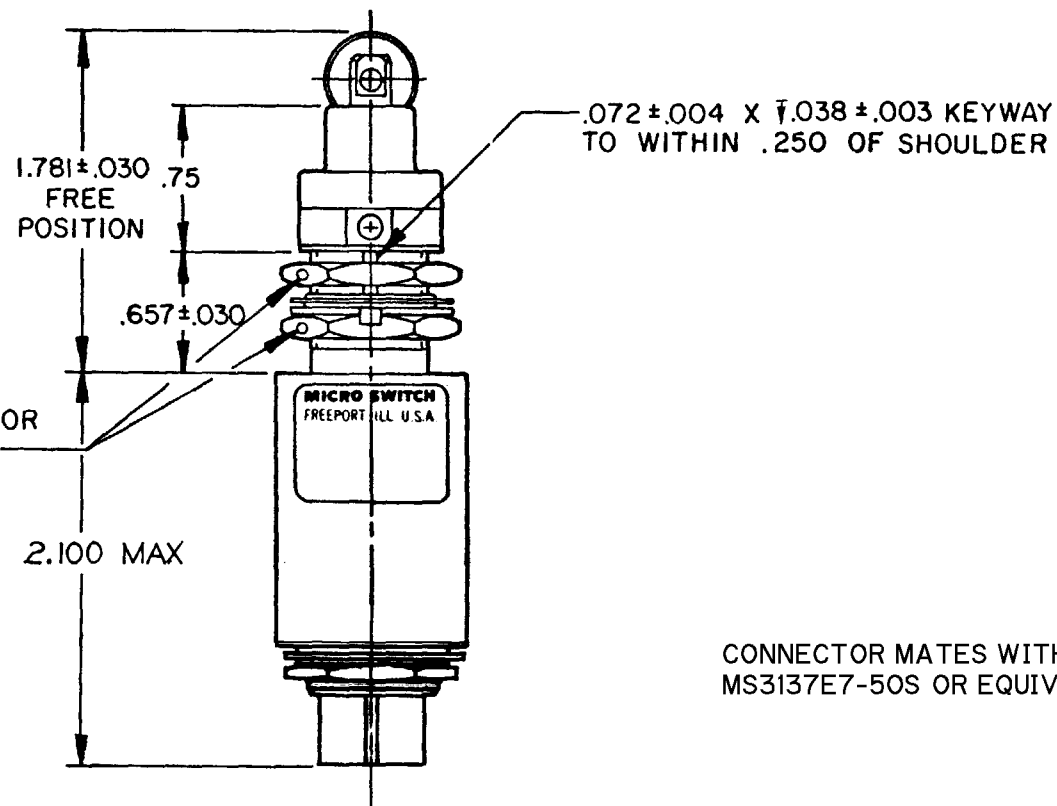 .072 ±.004 X ↧.038 ±.003 KEYWAY
TO WITHIN .250 OF SHOULDER
1.781±.030
FREE
POSITION
.75
.657±.030
OR
MICRO SWITCH
FREEPORT ILL U.S.A
2.100 MAX
CONNECTOR MATES WITH
MS3137E7-50S OR EQUIV